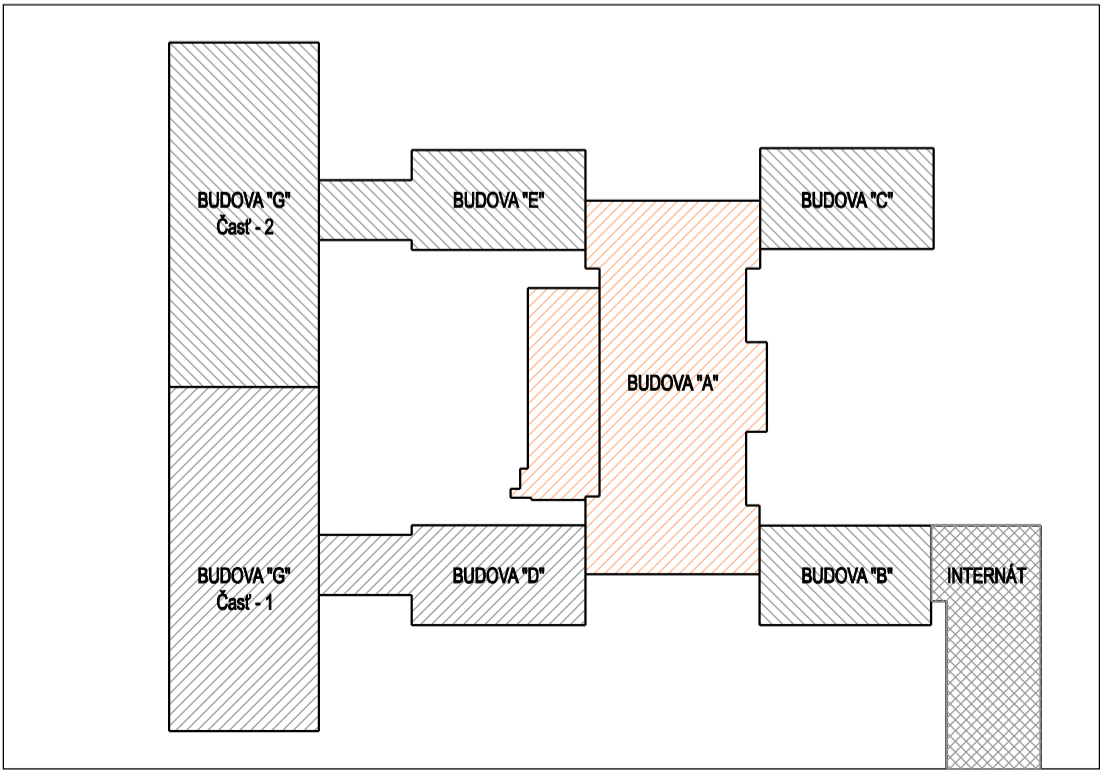 BUDOVA "G"
Časť - 2
BUDOVA "E"
BUDOVA "C"
BUDOVA "A"
BUDOVA "G"
Časť - 1
BUDOVA "D"
BUDOVA "B"
INTERNÁT